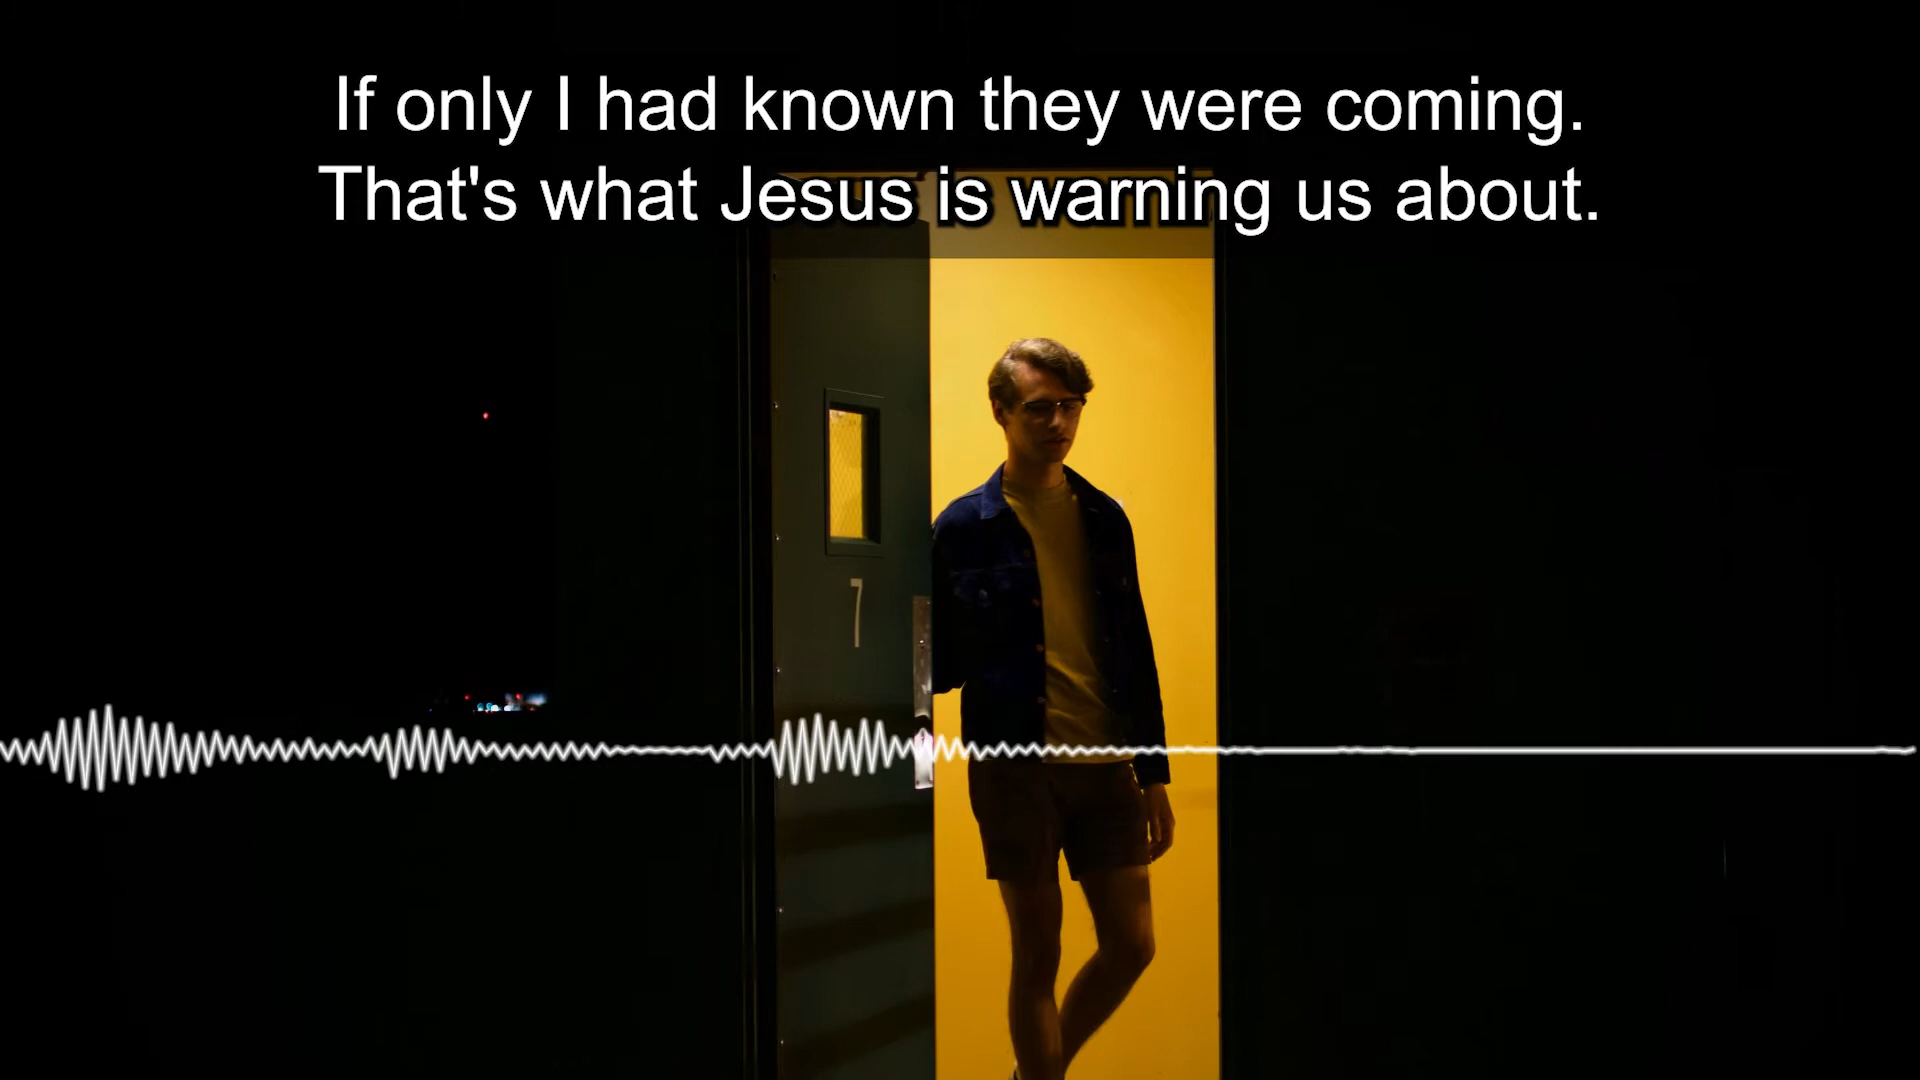 If only I had known they were coming.
That's what Jesus is warning us about.
7